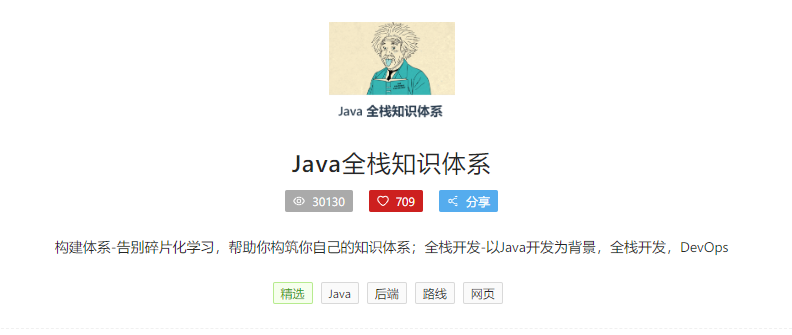 Java 全栈知识体系
Java全栈知识体系
30130 709 分享
构建体系-告别碎片化学习，帮助你构筑你自己的知识体系；全栈开发-以Java开发为背景，全栈开发，DevOps
精选 Java 后端 路线 网页